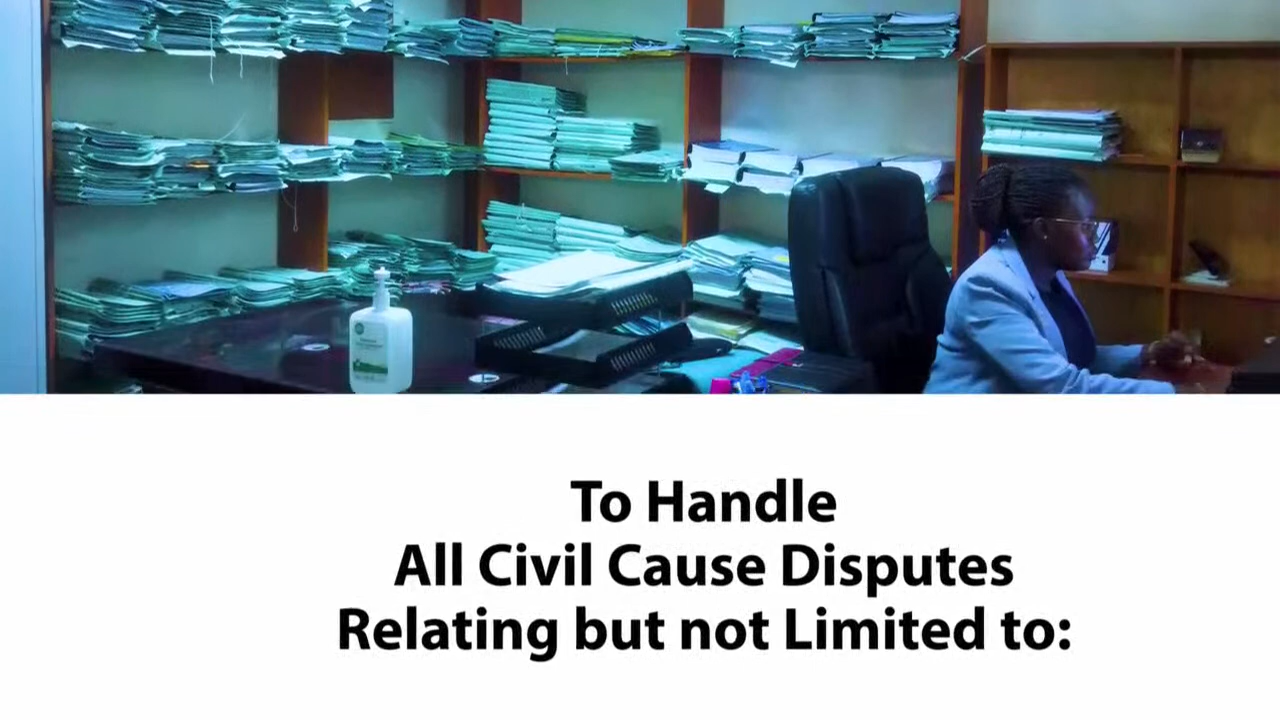 To Handle
All Civil Cause Disputes
Relating but not Limited to: